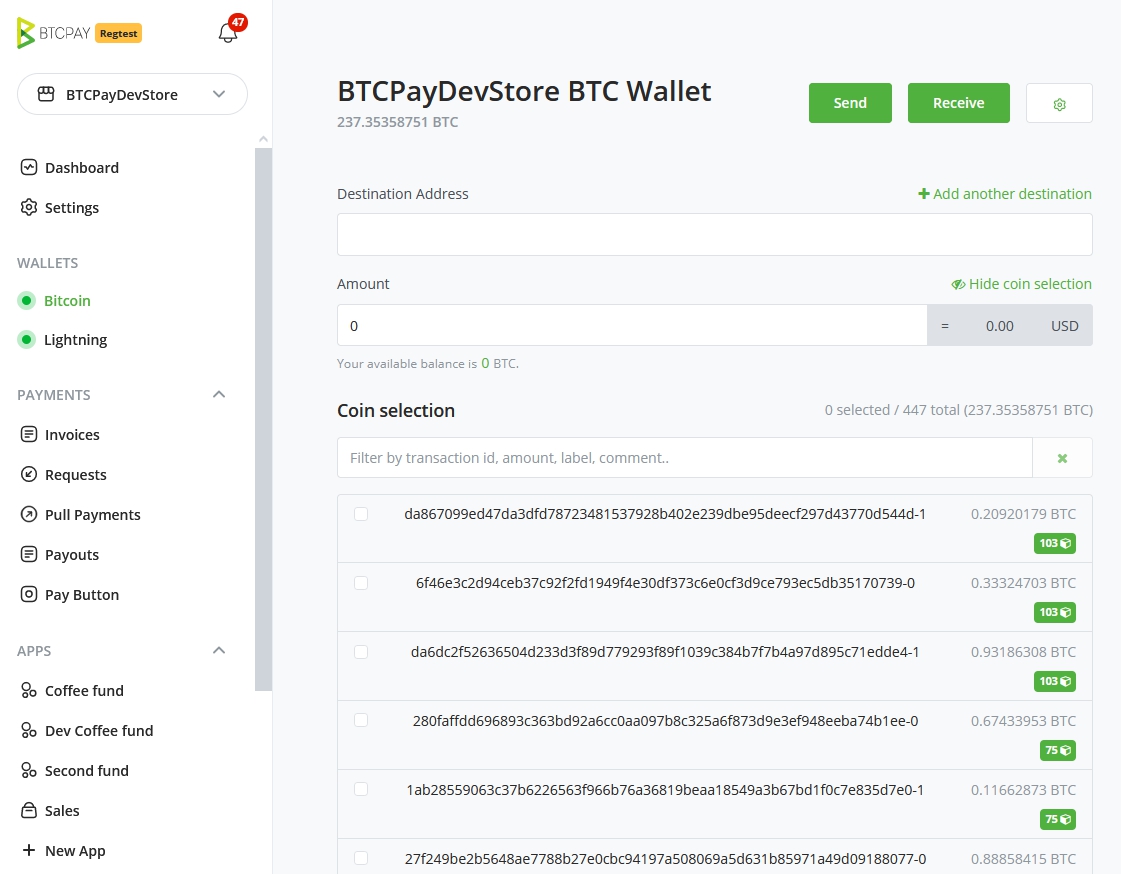 BTCPAY Regtest
47
BTCPayDevStore
Dashboard
Settings
WALLETS
Bitcoin
Lightning
PAYMENTS
Invoices
Requests
Pull Payments
Payouts
Pay Button
APPS
Coffee fund
Dev Coffee fund
Second fund
Sales
New App
BTCPayDevStore BTC Wallet
237.35358751 BTC
Send
Receive
Destination Address
Add another destination
Amount
Hide coin selection
0
= 0.00 USD
Your available balance is 0 BTC.
Coin selection
0 selected / 447 total (237.35358751 BTC)
Filter by transaction id, amount, label, comment..
da867099ed47da3dfd78723481537928b402e239dbe95deecf297d43770d544d-1 0.20920179 BTC
103
6f46e3c2d94ceb37c92f2fd1949f4e30df373c6e0cf3d9ce793ec5db35170739-0 0.33324703 BTC
103
da6dc2f52636504d233d3f89d779293f89f1039c384b7f7b4a97d895c71edde4-1 0.93186308 BTC
103
280faffdd696893c363bd92a6cc0aa097b8c325a6f873d9e3ef948eeba74b1ee-0 0.67433953 BTC
75
1ab28559063c37b6226563f966b76a36819beaa18549a3b67bd1f0c7e835d7e0-1 0.11662873 BTC
75
27f249be2b5648ae7788b27e0cbc94197a508069a5d631b85971a49d09188077-0 0.88858415 BTC